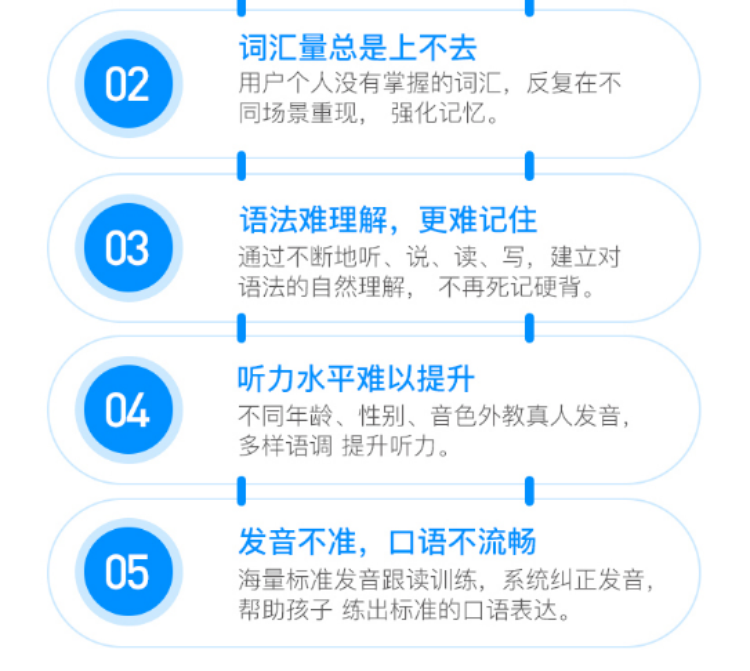 02
词汇量总是上不去
用户个人没有掌握的词汇，反复在不
同场景重现， 强化记忆。
03
语法难理解，更难记住
通过不断地听、说、读、写，建立对
语法的自然理解， 不再死记硬背。
04
听力水平难以提升
不同年龄、性别、音色外教真人发音，
多样语调 提升听力。
05
发音不准，口语不流畅
海量标准发音跟读训练，系统纠正发音，
帮助孩子 练出标准的口语表达。